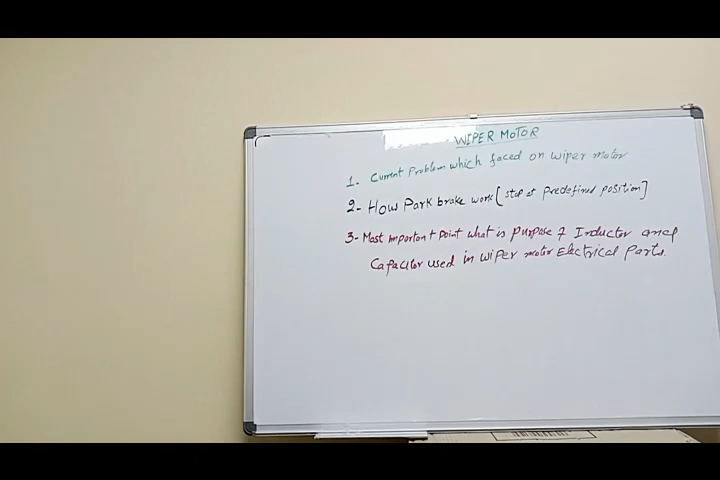 WIPER MOTOR
1- Current Problem which faced on wiper motor
2- How Park brake work [stop at predefined position]
3- Most important point what is purpose of Inductor and
Capacitor used in wiper motor Electrical Parts.